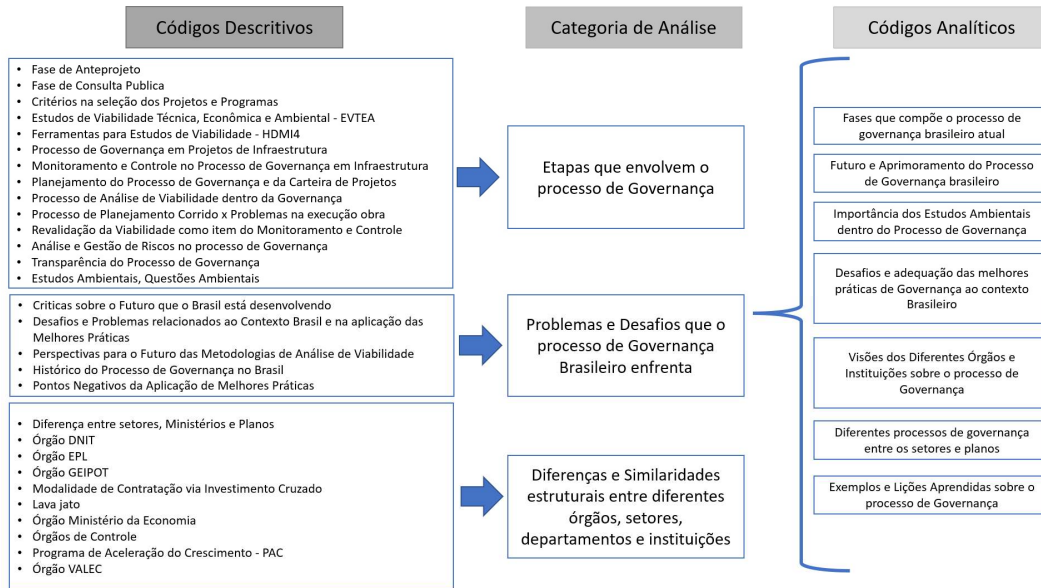 Códigos Descritivos
Categoria de Análise
Códigos Analíticos
• Fase de Anteprojeto
• Fase de Consulta Publica
• Critérios na seleção dos Projetos e Programas
• Estudos de Viabilidade Técnica, Econômica e Ambiental - EVTEA
• Ferramentas para Estudos de Viabilidade - HDMI4
• Processo de Governança em Projetos de Infraestrutura
• Monitoramento e Controle no Processo de Governança em Infraestrutura
• Planejamento do Processo de Governança e da Carteira de Projetos
• Processo de Análise de Viabilidade dentro da Governança
• Processo de Planejamento Corrido x Problemas na execução obra
• Revalidação da Viabilidade como item do Monitoramento e Controle
• Análise e Gestão de Riscos no processo de Governança
• Transparência do Processo de Governança
• Estudos Ambientais, Questões Ambientais
Etapas que envolvem o
processo de Governança
• Criticas sobre o Futuro que o Brasil está desenvolvendo
• Desafios e Problemas relacionados ao Contexto Brasil e na aplicação das
Melhores Práticas
• Perspectivas para o Futuro das Metodologias de Análise de Viabilidade
• Histórico do Processo de Governança no Brasil
• Pontos Negativos da Aplicação de Melhores Práticas
Problemas e Desafios que o
processo de Governança
Brasileiro enfrenta
• Diferença entre setores, Ministérios e Planos
• Órgão DNIT
• Órgão EPL
• Órgão GEIPOT
• Modalidade de Contratação via Investimento Cruzado
• Lava jato
• Órgão Ministério da Economia
• Órgãos de Controle
• Programa de Aceleração do Crescimento - PAC
• Órgão VALEC
Diferenças e Similaridades
estruturais entre diferentes
órgãos, setores,
departamentos e instituições
Fases que compõe o processo de
governança brasileiro atual
Futuro e Aprimoramento do Processo
de Governança brasileiro
Importância dos Estudos Ambientais
dentro do Processo de Governança
Desafios e adequação das melhores
práticas de Governança ao contexto
Brasileiro
Visões dos Diferentes Órgãos e
Instituições sobre o processo de
Governança
Diferentes processos de governança
entre os setores e planos
Exemplos e Lições Aprendidas sobre o
processo de Governança